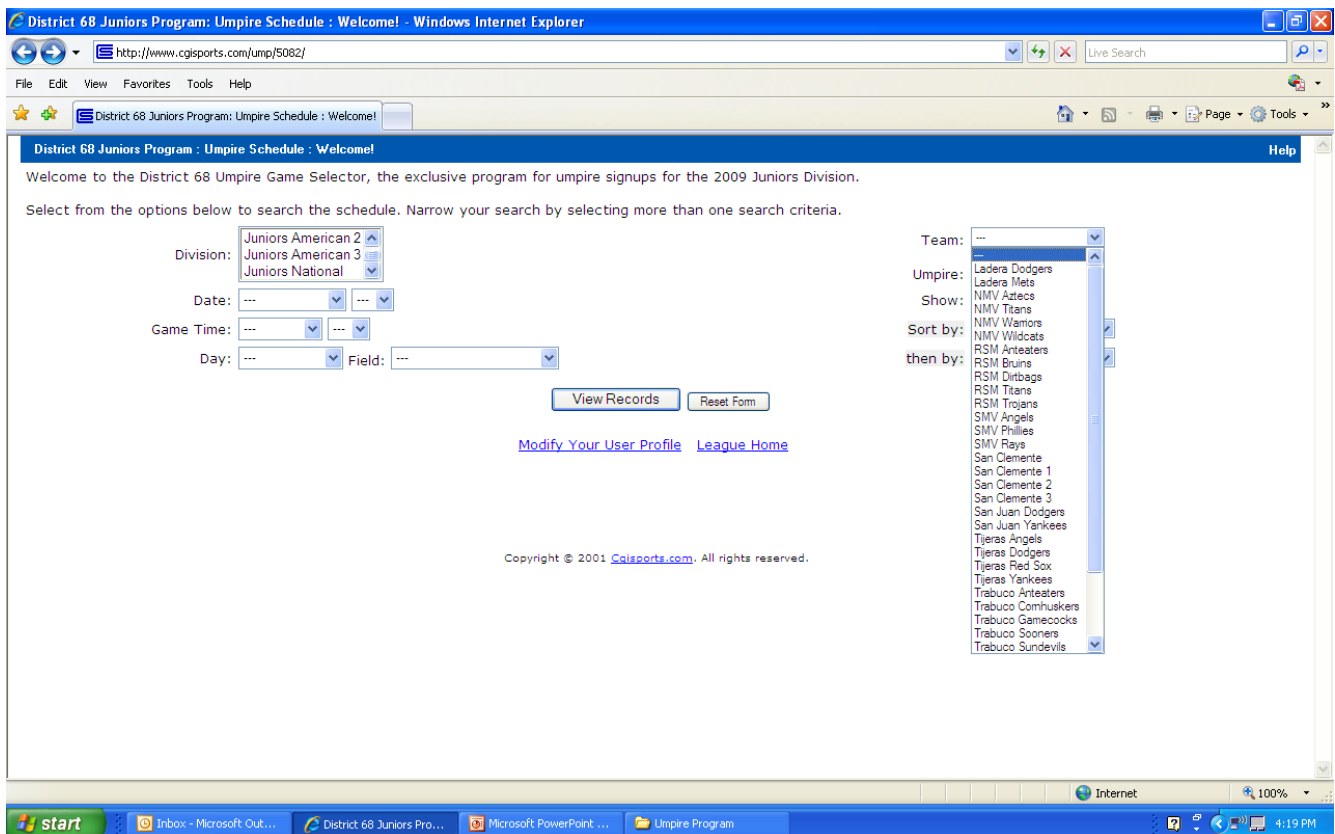 District 68 Juniors Program: Umpire Schedule : Welcome! - Windows Internet Explorer
http://www.cgisports.com/ump/5082/
Live Search
File Edit View Favorites Tools Help
District 68 Juniors Program: Umpire Schedule : Welcome!
Page Tools
District 68 Juniors Program : Umpire Schedule : Welcome! Help
Welcome to the District 68 Umpire Game Selector, the exclusive program for umpire signups for the 2009 Juniors Division.
Select from the options below to search the schedule. Narrow your search by selecting more than one search criteria.
Division:
Juniors American 2
Juniors American 3
Juniors National
Date: --- ---
Game Time: --- ---
Day: --- Field: ---
Team: ---
Umpire:
Show:
Sort by:
then by:
---
Ladera Dodgers
Ladera Mets
NMV Aztecs
NMV Titans
NMV Warriors
NMV Wildcats
RSM Anteaters
RSM Bruins
RSM Dirtbags
RSM Titans
RSM Trojans
SMV Angels
SMV Phillies
SMV Rays
San Clemente
San Clemente 1
San Clemente 2
San Clemente 3
San Juan Dodgers
San Juan Yankees
Tijeras Angels
Tijeras Dodgers
Tijeras Red Sox
Tijeras Yankees
Trabuco Anteaters
Trabuco Cornhuskers
Trabuco Gamecocks
Trabuco Sooners
Trabuco Sundevils
View Records Reset Form
Modify Your User Profile League Home
Copyright © 2001 Cgisports.com. All rights reserved.
Internet 100%
start Inbox - Microsoft Out... District 68 Juniors Pro... Microsoft PowerPoint ... Umpire Program 4:19 PM